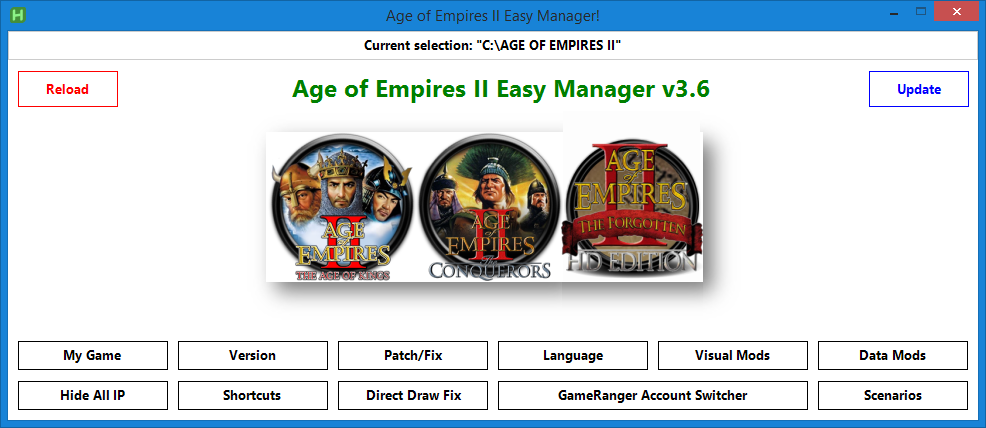 Age of Empires II Easy Manager!
Current selection: "C:\AGE OF EMPIRES II"
Reload
Age of Empires II Easy Manager v3.6
Update
II
AGE
of
EMPIRES
THE AGE OF KINGS
II
AGE
of
EMPIRES
The
CONQUERORS
II
AGE
of
EMPIRES
THE FORGOTTEN
HD EDITION
My Game
Version
Patch/Fix
Language
Visual Mods
Data Mods
Hide All IP
Shortcuts
Direct Draw Fix
GameRanger Account Switcher
Scenarios